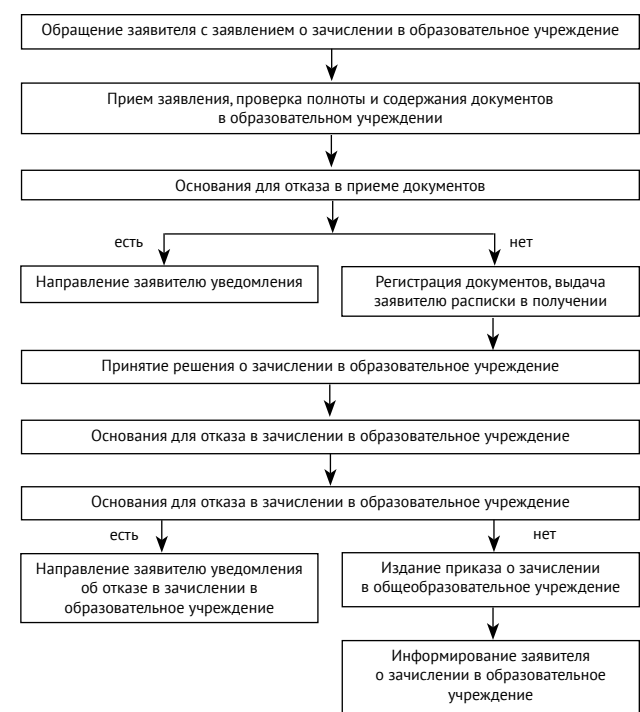 Обращение заявителя с заявлением о зачислении в образовательное учреждение
Прием заявления, проверка полноты и содержания документов
в образовательном учреждении
Основания для отказа в приеме документов
есть
нет
Направление заявителю уведомления
Регистрация документов, выдача
заявителю расписки в получении
Принятие решения о зачислении в образовательное учреждение
Основания для отказа в зачислении в образовательное учреждение
Основания для отказа в зачислении в образовательное учреждение
есть
нет
Направление заявителю уведомления
об отказе в зачислении в
образовательное учреждение
Издание приказа о зачислении
в общеобразовательное учреждение
Информирование заявителя
о зачислении в образовательное
учреждение